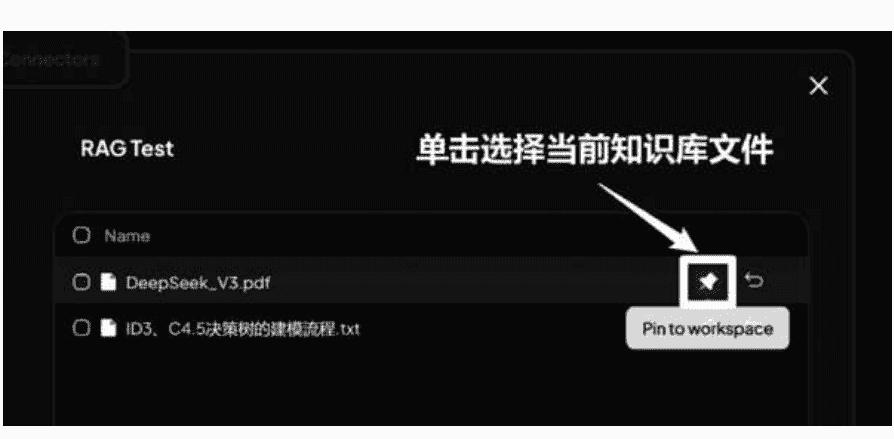 Connectors
RAG Test
单击选择当前知识库文件
Name
DeepSeek_V3.pdf
ID3、C4.5决策树的建模流程.txt
Pin to workspace